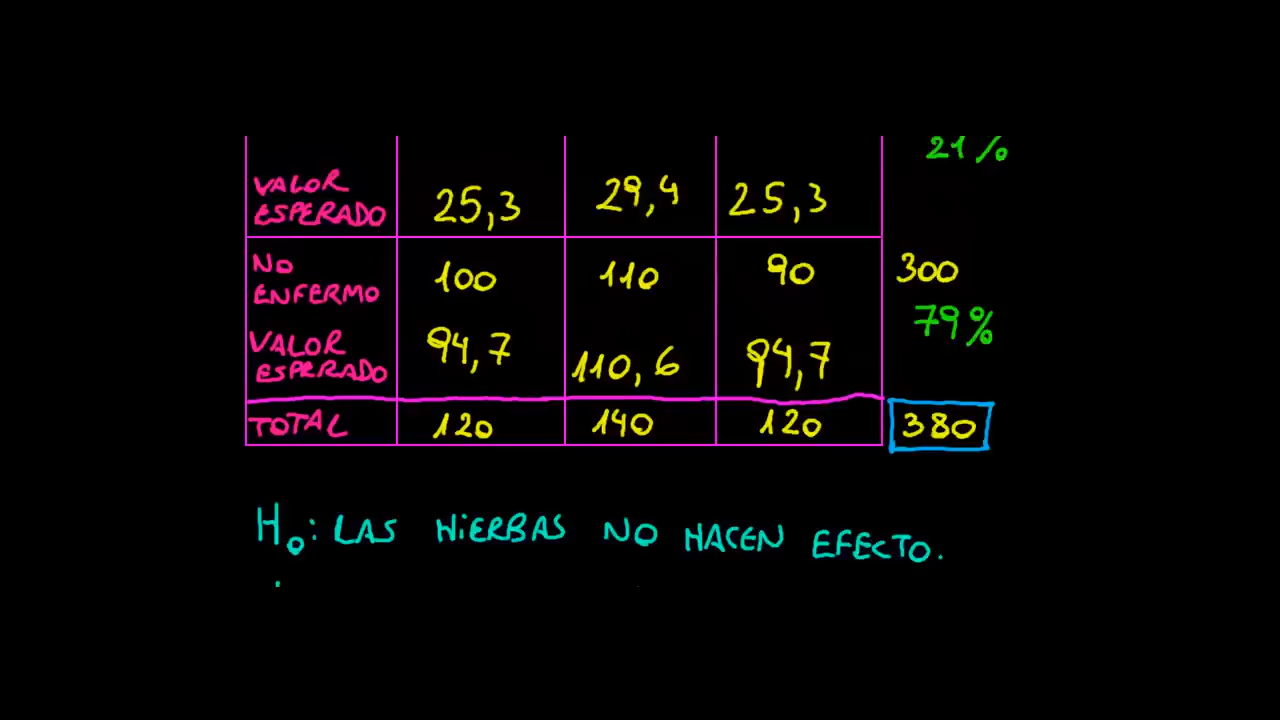 21%
VALOR ESPERADO 25,3 29,4 25,3
NO ENFERMO 100 110 90 300
79%
VALOR ESPERADO 94,7 110,6 94,7
TOTAL 120 140 120 380
H₀: LAS HIERBAS NO HACEN EFECTO.